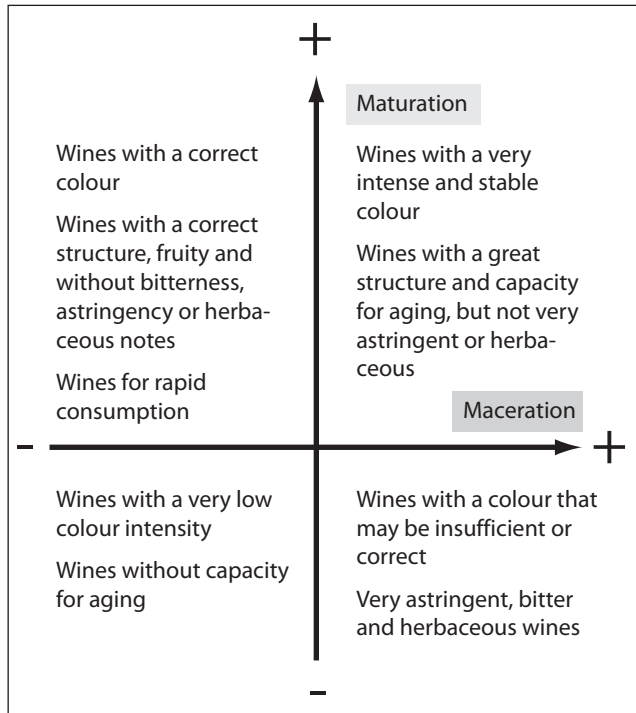 +
Maturation
Wines with a correct
colour
Wines with a correct
structure, fruity and
without bitterness,
astringency or herba-
ceous notes
Wines for rapid
consumption
Wines with a very
intense and stable
colour
Wines with a great
structure and capacity
for aging, but not very
astringent or herba-
ceous
Maceration
-
+
Wines with a very low
colour intensity
Wines without capacity
for aging
Wines with a colour that
may be insufficient or
correct
Very astringent, bitter
and herbaceous wines
-